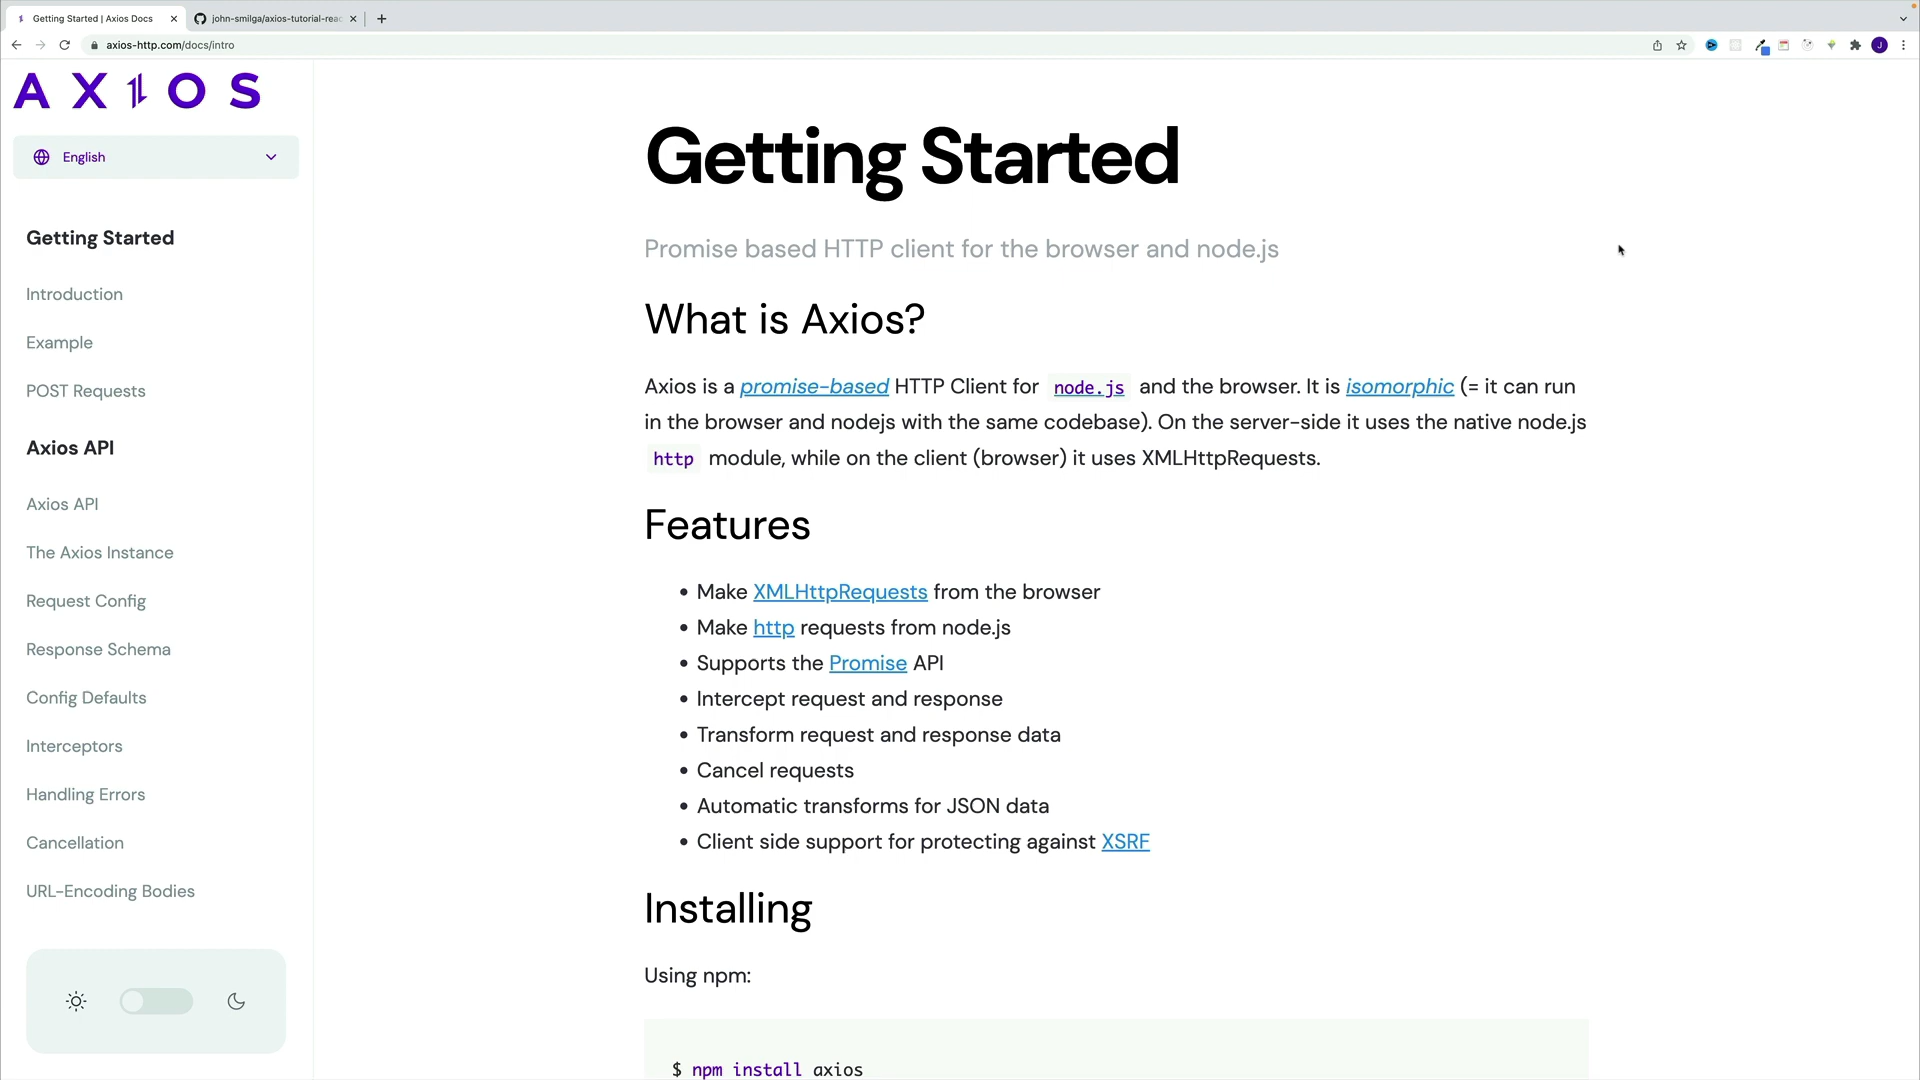 Getting Started | Axios Docs
john-smilga/axios-tutorial-reac
axios-http.com/docs/intro
J
AXIOS
English
Getting Started
Introduction
Example
POST Requests
Axios API
Axios API
The Axios Instance
Request Config
Response Schema
Config Defaults
Interceptors
Handling Errors
Cancellation
URL-Encoding Bodies
Getting Started
Promise based HTTP client for the browser and node.js
What is Axios?
Axios is a promise-based HTTP Client for node.js and the browser. It is isomorphic (= it can run
in the browser and nodejs with the same codebase). On the server-side it uses the native node.js
http module, while on the client (browser) it uses XMLHttpRequests.
Features
• Make XMLHttpRequests from the browser
• Make http requests from node.js
• Supports the Promise API
• Intercept request and response
• Transform request and response data
• Cancel requests
• Automatic transforms for JSON data
• Client side support for protecting against XSRF
Installing
Using npm:
$ npm install axios